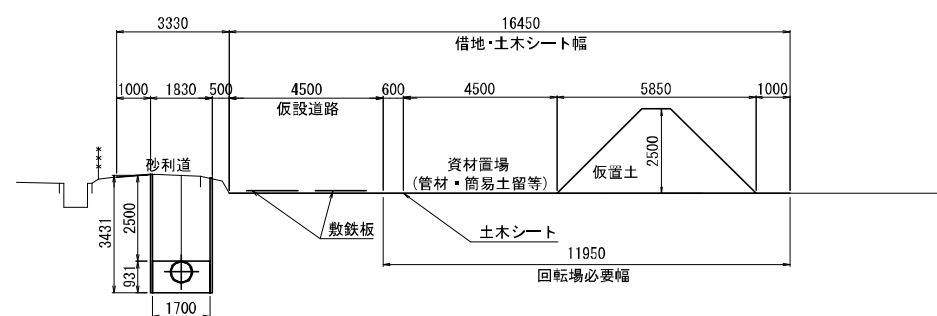 3330
16450
借地・土木シート幅
1000
1830
500
4500
600
4500
5850
1000
仮設道路
砂利道
資材置場
(管材・簡易土留等)
仮置土
2500
2500
3431
931
敷鉄板
土木シート
11950
回転場必要幅
1700